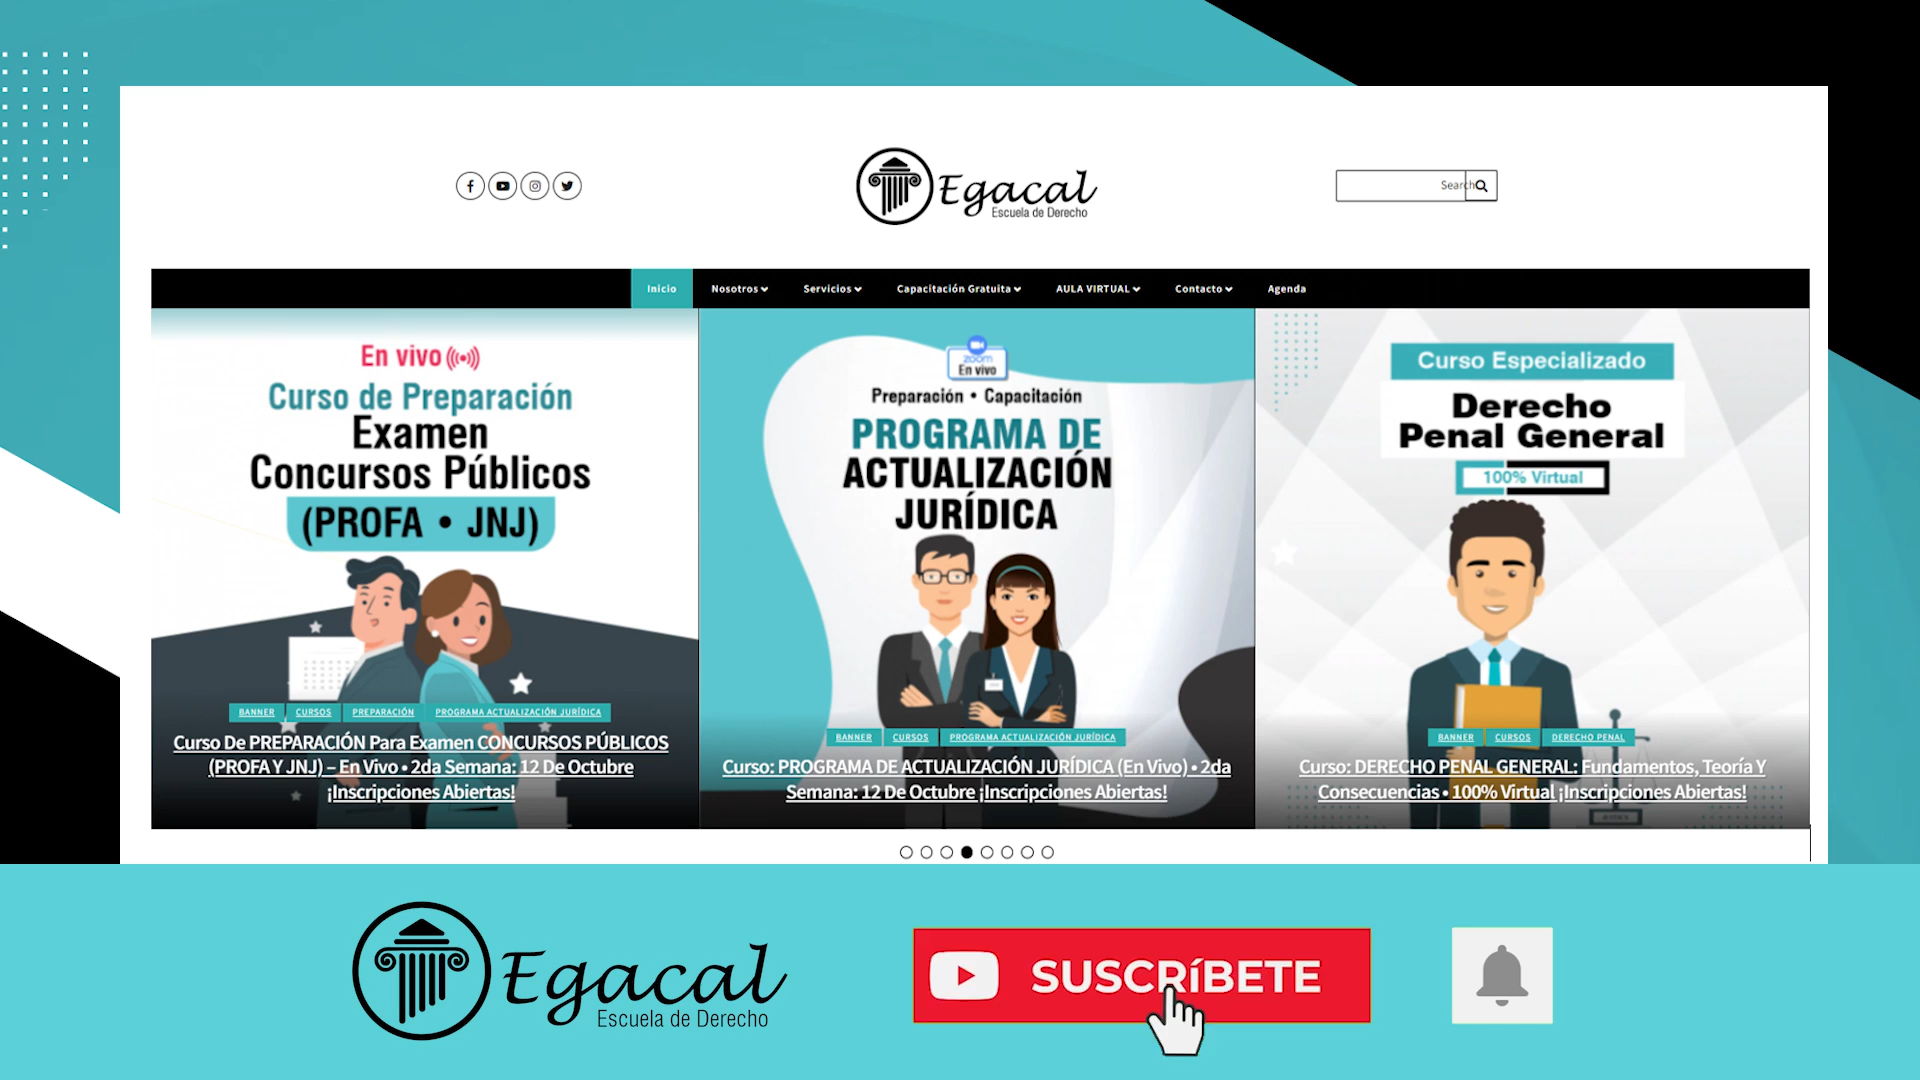 Egacal
Escuela de Derecho
Search
Inicio
Nosotros
Servicios
Capacitación Gratuita
AULA VIRTUAL
Contacto
Agenda
En vivo
Curso de Preparación
Examen
Concursos Públicos
(PROFA • JNJ)
BANNER
CURSOS
PREPARACIÓN
PROGRAMA ACTUALIZACIÓN JURÍDICA
Curso De PREPARACIÓN Para Examen CONCURSOS PÚBLICOS
(PROFA Y JNJ) – En Vivo • 2da Semana: 12 De Octubre
¡Inscripciones Abiertas!
zoom
En vivo
Preparación • Capacitación
PROGRAMA DE
ACTUALIZACIÓN
JURÍDICA
BANNER
CURSOS
PROGRAMA ACTUALIZACIÓN JURÍDICA
Curso: PROGRAMA DE ACTUALIZACIÓN JURÍDICA (En Vivo) • 2da
Semana: 12 De Octubre ¡Inscripciones Abiertas!
Curso Especializado
Derecho
Penal General
100% Virtual
BANNER
CURSOS
DERECHO PENAL
Curso: DERECHO PENAL GENERAL: Fundamentos, Teoría Y
Consecuencias • 100% Virtual ¡Inscripciones Abiertas!
Egacal
Escuela de Derecho
SUSCRíBETE